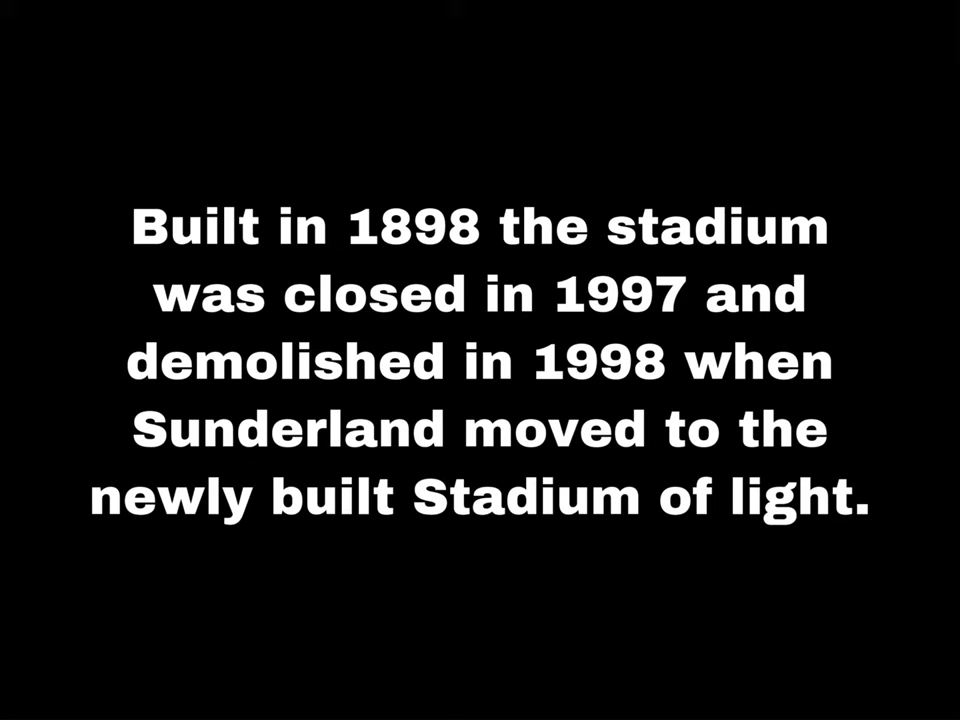 Built in 1898 the stadium
was closed in 1997 and
demolished in 1998 when
Sunderland moved to the
newly built Stadium of light.